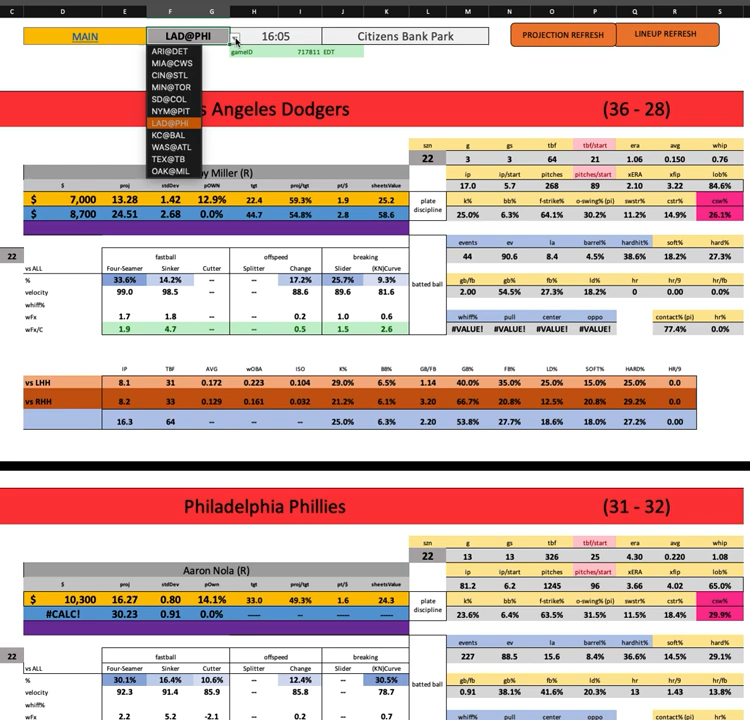 C D E F G H I J K L M N O P Q R S
MAIN LAD@PHI 16:05 Citizens Bank Park PROJECTION REFRESH LINEUP REFRESH
gameID 717811 EDT
ARI@DET
MIA@CWS
CIN@STL
MIN@TOR
SD@COL
NYM@PIT
LAD@PHI
KC@BAL
WAS@ATL
TEX@TB
OAK@MIL
s Angeles Dodgers (36 - 28)
szn g gs tbf tbf/start era avg whip
22 3 3 64 21 1.06 0.150 0.76
by Miller (R) ip ip/start pitches pitches/start xERA xfip lob%
$ proj stdDev pOWN tgt proj/tgt pt/$ sheetsValue 17.0 5.7 268 89 2.10 3.22 84.6%
$ 7,000 13.28 1.42 12.9% 22.4 59.3% 1.9 25.2 plate discipline k% bb% f-strike% o-swing% (pi) swstr% cstr% csw%
$ 8,700 24.51 2.68 0.0% 44.7 54.8% 2.8 58.6 25.0% 6.3% 64.1% 30.2% 11.2% 14.9% 26.1%
events ev la barrel% hardhit% soft% hard%
22 fastball offspeed breaking 44 90.6 8.4 4.5% 38.6% 18.2% 27.3%
vs ALL Four-Seamer Sinker Cutter Splitter Change Slider (KN)Curve
% 33.6% 14.2% -- -- 17.2% 25.7% 9.3% batted ball gb/fb gb% fb% ld% hr hr/9 hr/fb
velocity 99.0 98.5 -- -- 88.6 89.6 81.6 2.00 54.5% 27.3% 18.2% 0 0.00 0.0%
whiff%
wFx 1.7 1.8 -- 0.2 1.0 0.6 whiff% pull center oppo contact% (pi) hr%
wFx/C 1.9 4.7 -- -- 0.5 1.5 2.6 #VALUE! #VALUE! #VALUE! #VALUE! 77.4% 0.0%
IP TBF AVG wOBA ISO K% BB% GB/FB GB% FB% LD% SOFT% HARD% HR/9
vs LHH 8.1 31 0.172 0.223 0.104 29.0% 6.5% 1.14 40.0% 35.0% 25.0% 15.0% 25.0% 0.0
vs RHH 8.2 33 0.129 0.161 0.032 21.2% 6.1% 3.20 66.7% 20.8% 12.5% 20.8% 29.2% 0.0
16.3 64 -- -- -- 25.0% 6.3% 2.20 53.8% 27.7% 18.6% 18.0% 27.2% 0.00
Philadelphia Phillies (31 - 32)
szn g gs tbf tbf/start era avg whip
22 13 13 326 25 4.30 0.220 1.08
Aaron Nola (R) ip ip/start pitches pitches/start xERA xfip lob%
$ proj stdDev pOwn tgt proj/tgt pt/$ sheetsValue 81.2 6.2 1245 96 3.66 4.02 65.0%
$ 10,300 16.27 0.80 14.1% 33.0 49.3% 1.6 24.3 plate discipline k% bb% f-strike% o-swing% (pi) swstr% cstr% csw%
#CALC! 30.23 0.91 0.0% ---- ---- -- ---- 23.6% 6.4% 63.5% 31.5% 11.5% 18.4% 29.9%
events ev la barrel% hardhit% soft% hard%
22 fastball offspeed breaking 227 88.5 15.6 8.4% 36.6% 14.5% 29.1%
vs ALL Four-Seamer Sinker Cutter Splitter Change Slider (KN)Curve
% 30.1% 16.4% 10.6% -- 12.4% -- 30.5% batted ball gb/fb gb% fb% ld% hr hr/9 hr/fb
velocity 92.3 91.4 85.9 -- 85.8 -- 78.7 0.91 38.1% 41.6% 20.3% 13 1.43 13.8%
whiff%
wFx 2.2 5.2 -2.1 -- 0.2 -- 0.7 whiff% pull center oppo contact% (pi) hr%